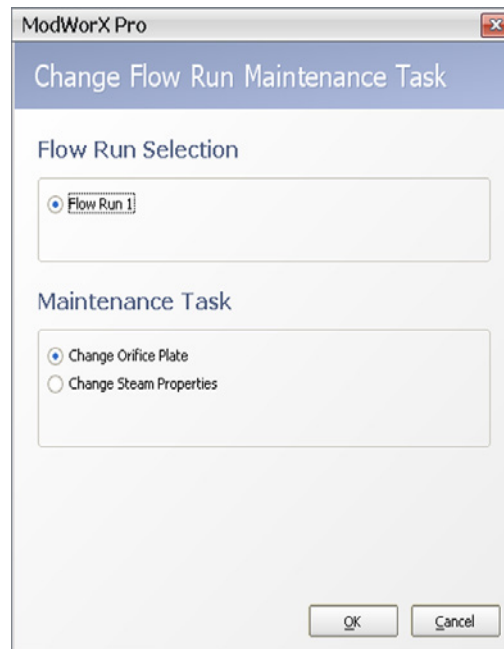 ModWorX Pro
Change Flow Run Maintenance Task
Flow Run Selection
Flow Run 1
Maintenance Task
Change Orifice Plate
Change Steam Properties
OK
Cancel